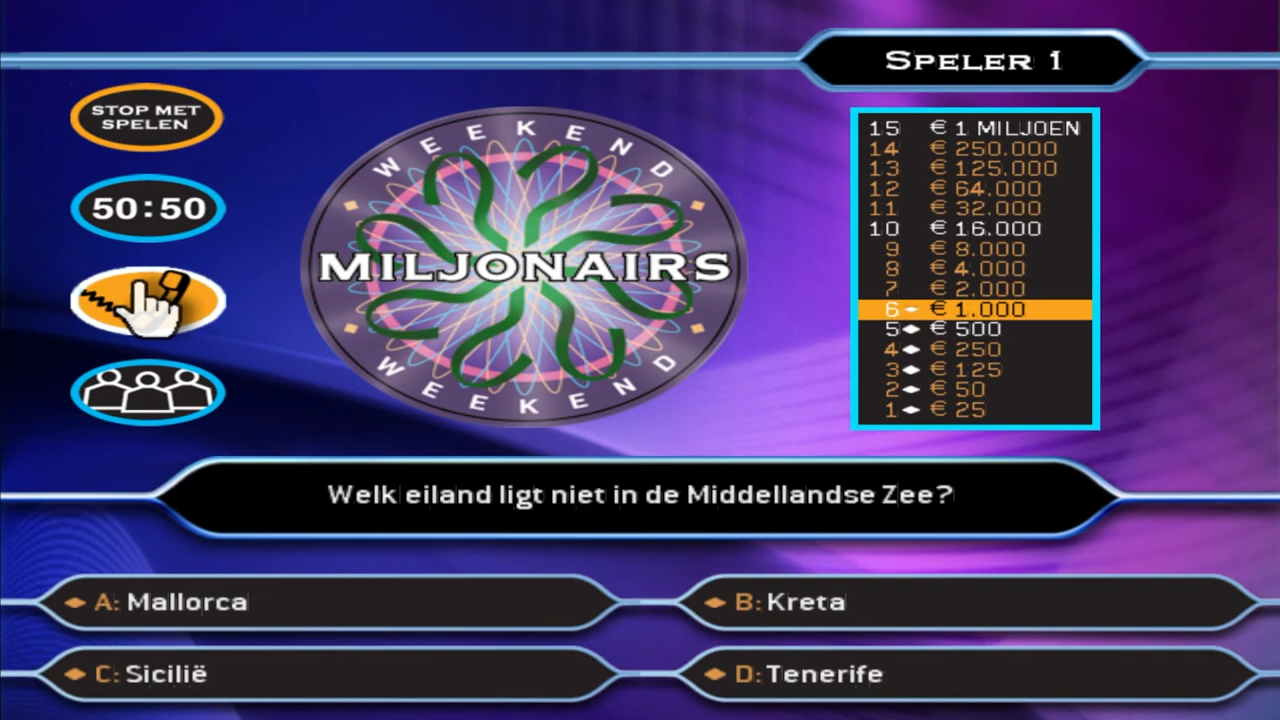 SPELER 1
STOP MET
SPELEN
50:50
WEEKEND
MILJONAIRS
WEEKEND
15 € 1 MILJOEN
14 € 250.000
13 € 125.000
12 € 64.000
11 € 32.000
10 € 16.000
9 € 8.000
8 € 4.000
7 € 2.000
6 € 1.000
5 € 500
4 € 250
3 € 125
2 € 50
1 € 25
Welk eiland ligt niet in de Middellandse Zee?
A: Mallorca
B: Kreta
C: Sicilië
D: Tenerife